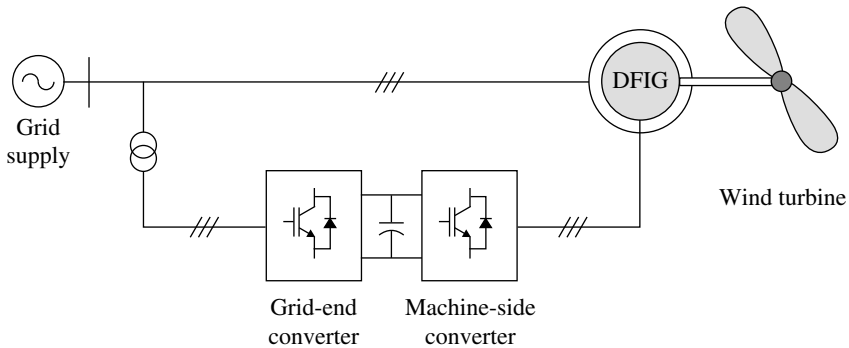 DFIG
Grid
supply
Wind turbine
Grid-end
converter
Machine-side
converter